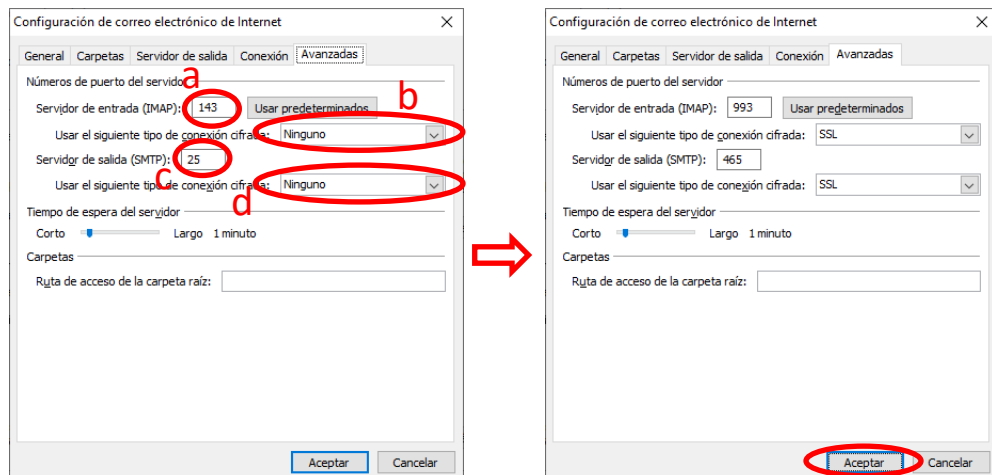 Configuración de correo electrónico de Internet
General Carpetas Servidor de salida Conexión Avanzadas
Números de puerto del servidor
a
Servidor de entrada (IMAP): 143 Usar predeterminados
b
Usar el siguiente tipo de conexión cifrada: Ninguno
Servidor de salida (SMTP): 25
c
Usar el siguiente tipo de conexión cifrada: Ninguno
d
Tiempo de espera del servidor
Corto Largo 1 minuto
Carpetas
Ruta de acceso de la carpeta raíz:
Aceptar Cancelar
Configuración de correo electrónico de Internet
General Carpetas Servidor de salida Conexión Avanzadas
Números de puerto del servidor
Servidor de entrada (IMAP): 993 Usar predeterminados
Usar el siguiente tipo de conexión cifrada: SSL
Servidor de salida (SMTP): 465
Usar el siguiente tipo de conexión cifrada: SSL
Tiempo de espera del servidor
Corto Largo 1 minuto
Carpetas
Ruta de acceso de la carpeta raíz:
Aceptar Cancelar